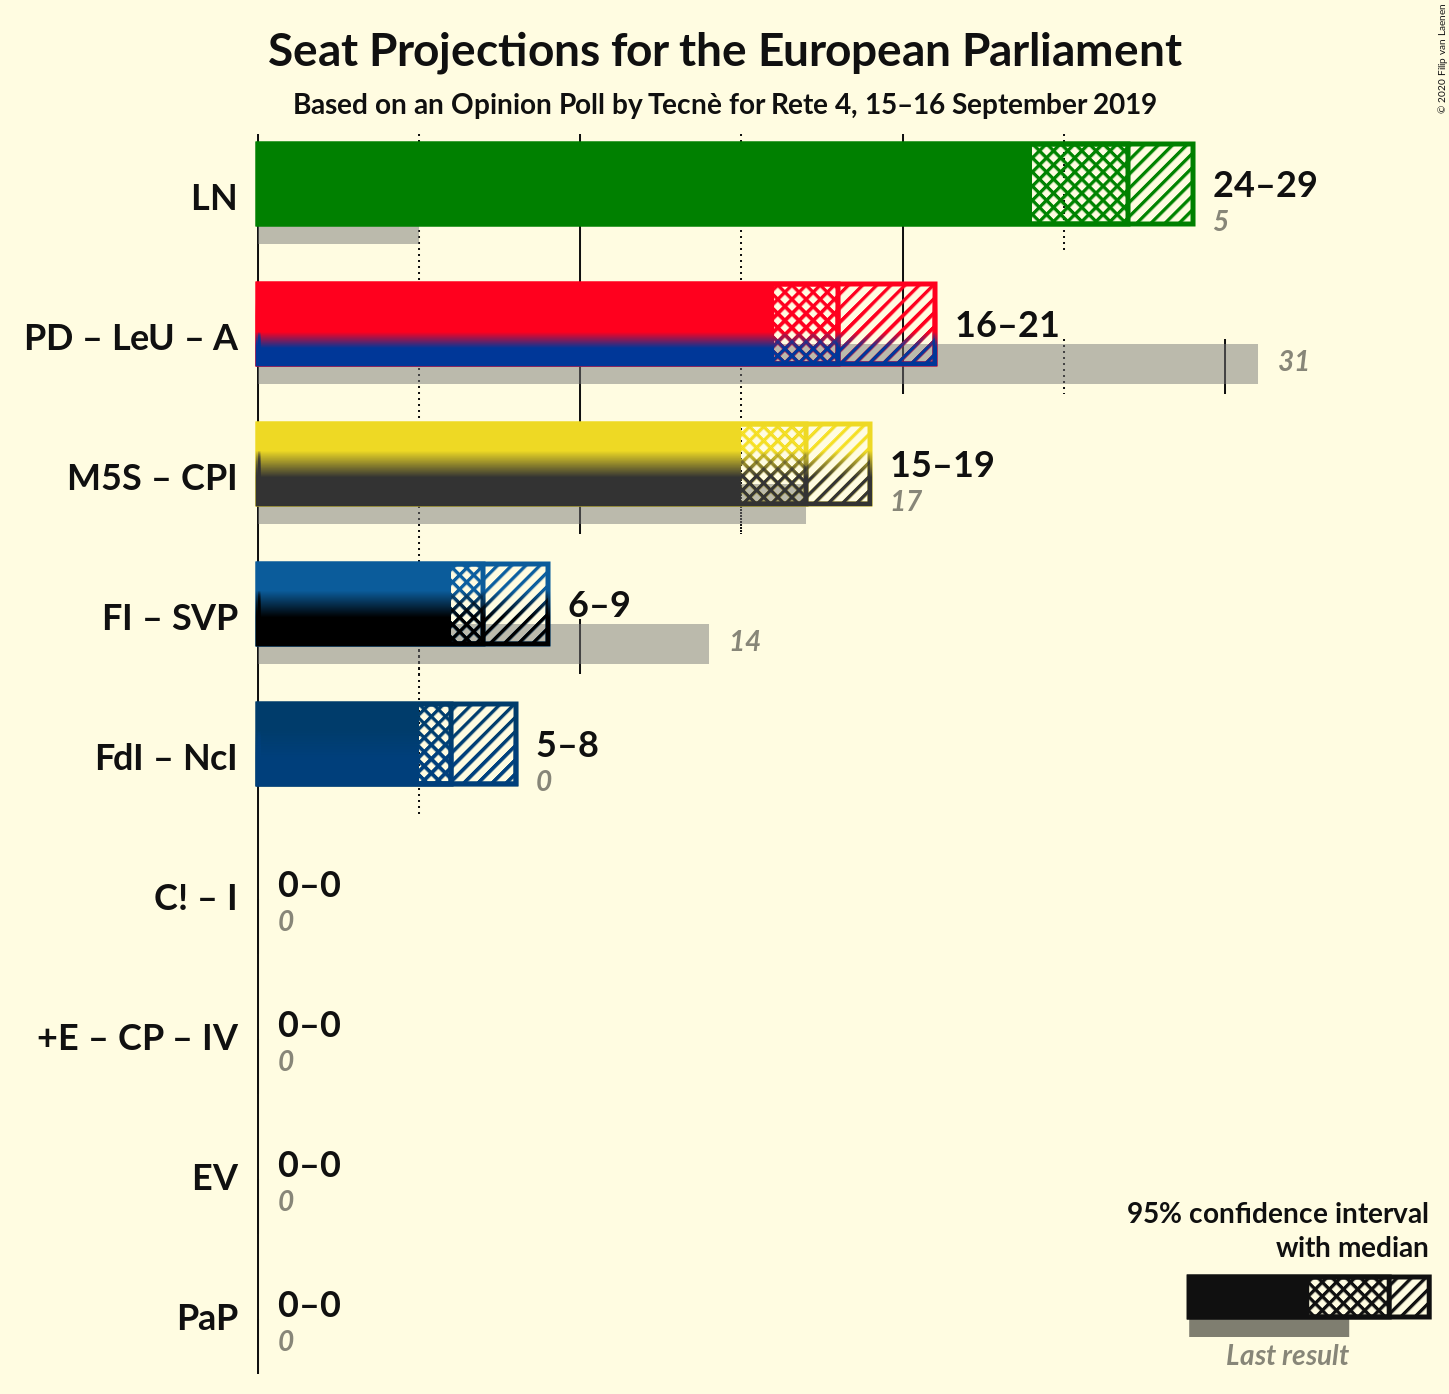 Seat Projections for the European Parliament
Based on an Opinion Poll by Tecnè for Rete 4, 15–16 September 2019
© 2020 Filip van Laenen
LN
24–29
5
PD – LeU – A
16–21
31
M5S – CPI
15–19
17
FI – SVP
6–9
14
FdI – NcI
5–8
0
C! – I
0–0
0
+E – CP – IV
0–0
0
EV
0–0
0
PaP
0–0
0
95% confidence interval
with median
Last result